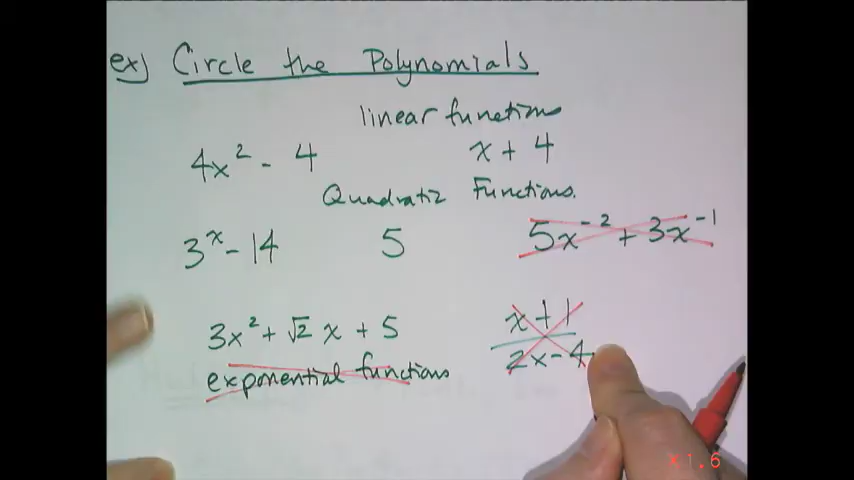 ex) Circle the Polynomials
linear functions
4x² - 4 x + 4
Quadratic Functions.
3ˣ - 14 5 5x⁻² + 3x⁻¹
3x² + √2 x + 5 x + 1
2x - 4
exponential functions
x1.6